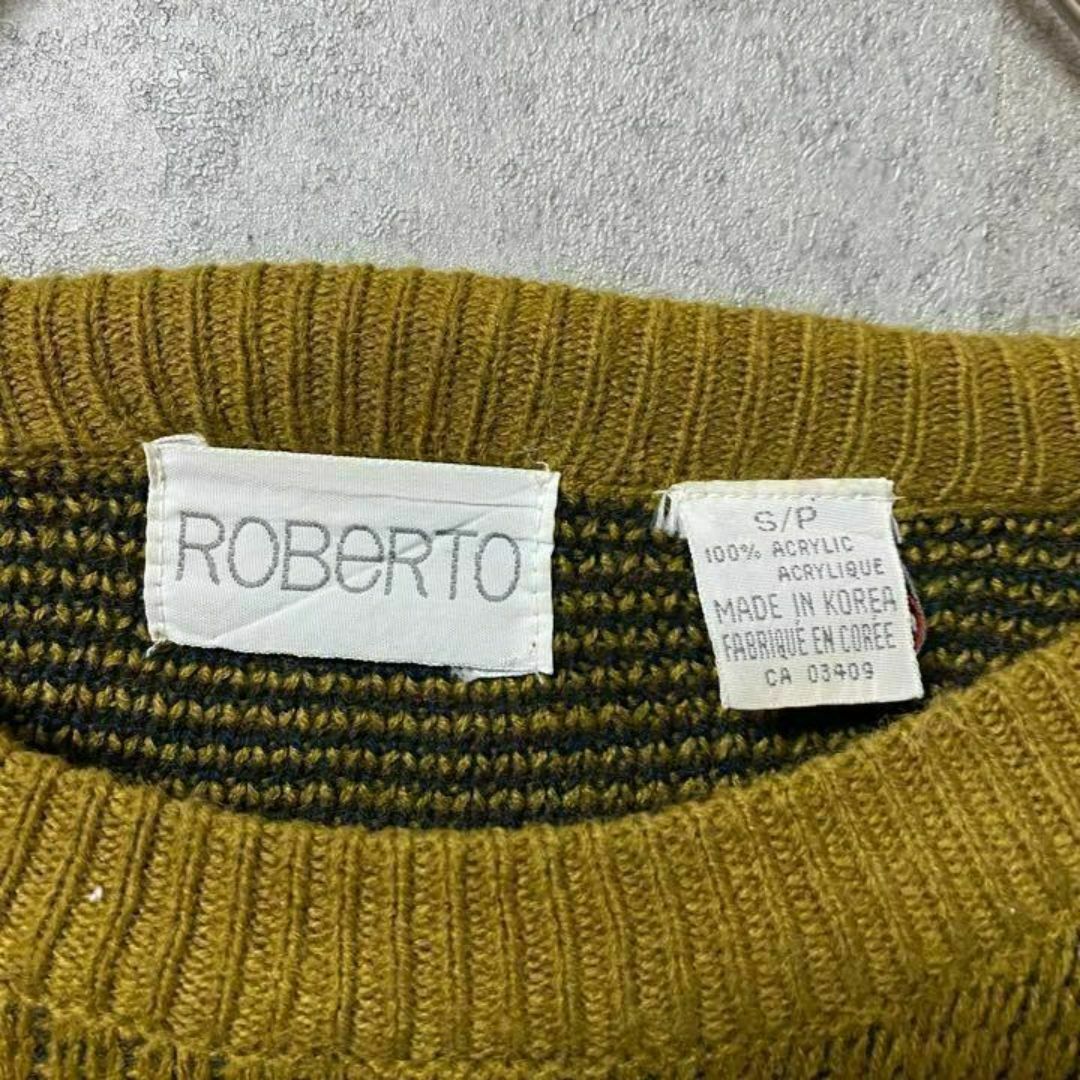 ROBeRTO
S/P
100% ACRYLIC
ACRYLIQUE
MADE IN KOREA
FABRIQUÉ EN CORÉE
CA 03409